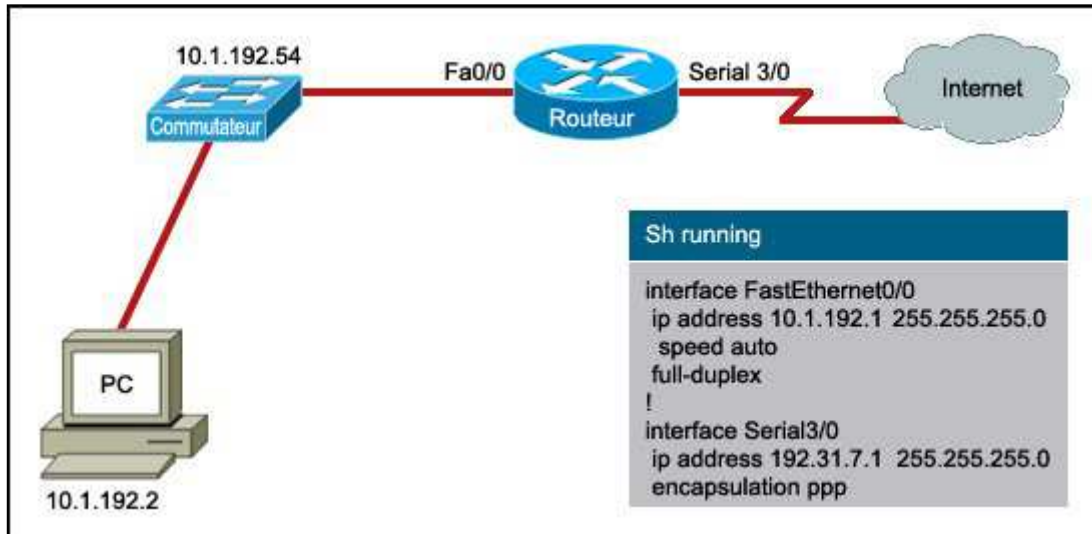 10.1.192.54
Commutateur
Fa0/0
Routeur
Serial 3/0
Internet
PC
10.1.192.2
Sh running
interface FastEthernet0/0
ip address 10.1.192.1 255.255.255.0
speed auto
full-duplex
!
interface Serial3/0
ip address 192.31.7.1 255.255.255.0
encapsulation ppp